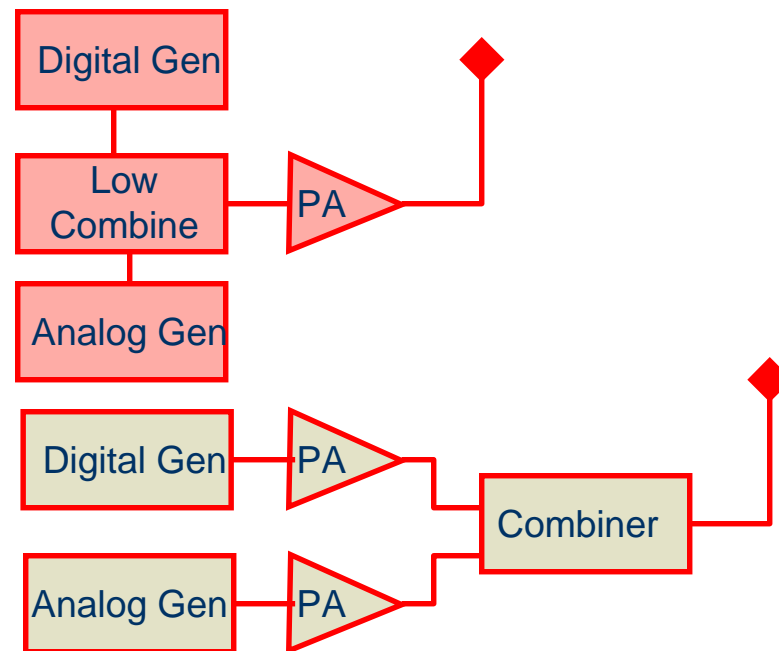 Digital Gen
Low
Combine
PA
Analog Gen
Digital Gen
PA
Combiner
Analog Gen
PA